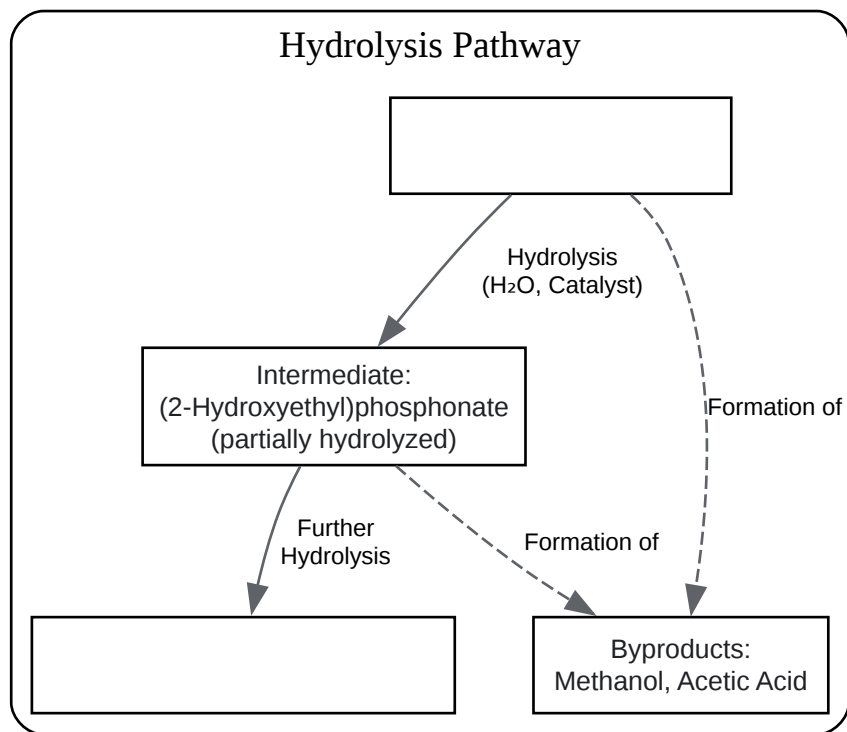 Hydrolysis Pathway
Hydrolysis
(H₂O, Catalyst)
Intermediate:
(2-Hydroxyethyl)phosphonate
(partially hydrolyzed)
Formation of
Further
Hydrolysis
Formation of
Byproducts:
Methanol, Acetic Acid